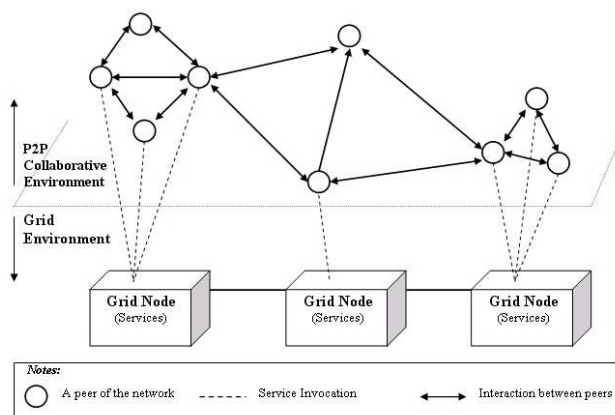 P2P
Collaborative
Environment
Grid
Environment
Grid Node
(Services)
Grid Node
(Services)
Grid Node
(Services)
Notes:
A peer of the network
Service Invocation
Interaction between peers